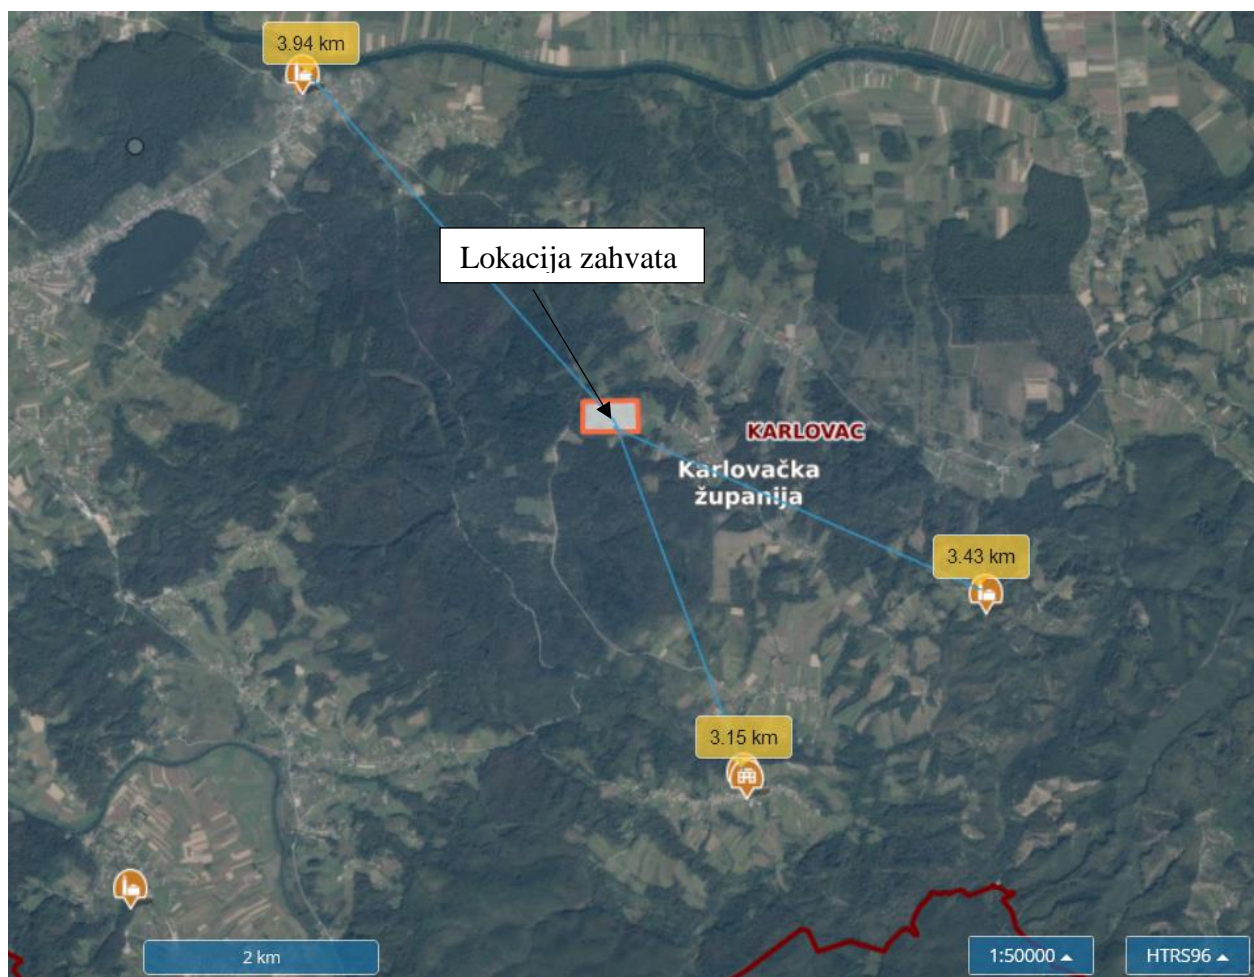 3.94 km
Lokacija zahvata
KARLOVAC
Karlovačka
županija
3.43 km
3.15 km
2 km
1:50000
HTRS96